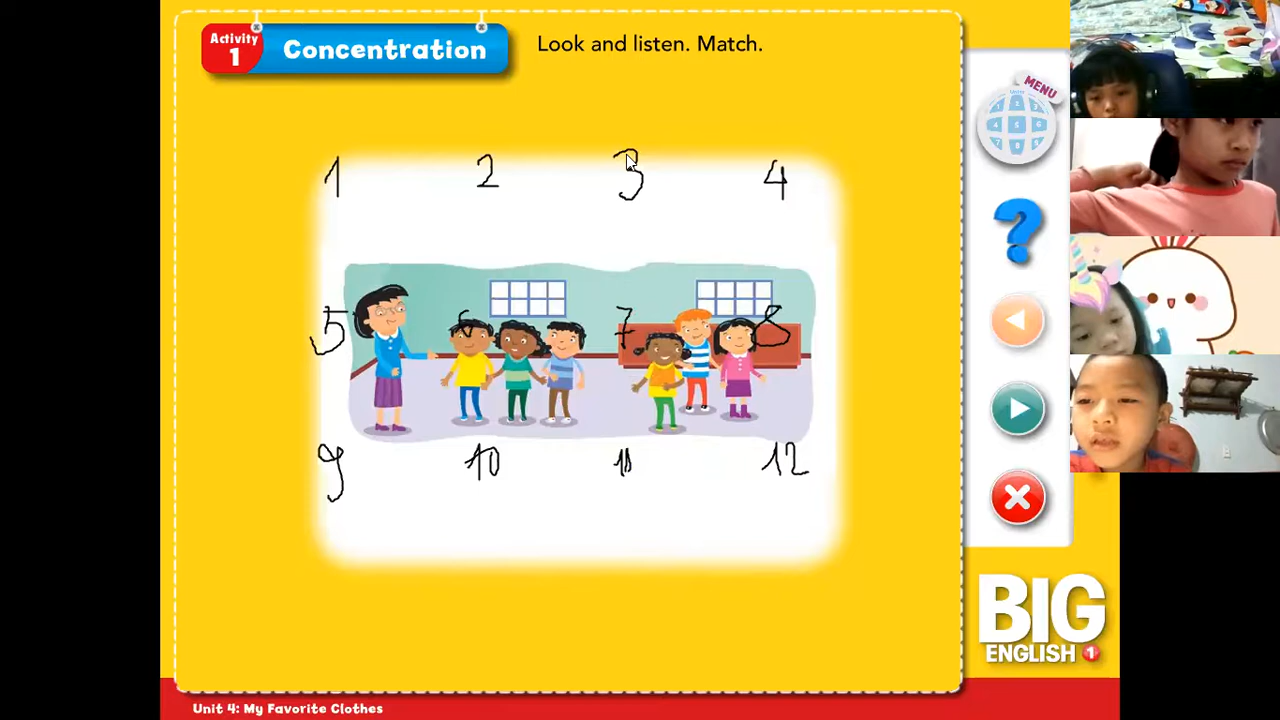 Activity
1
Concentration
Look and listen. Match.
MENU
1 2 3 4
5 6 7 8
9 10 11 12
BIG
ENGLISH 1
Unit 4: My Favorite Clothes